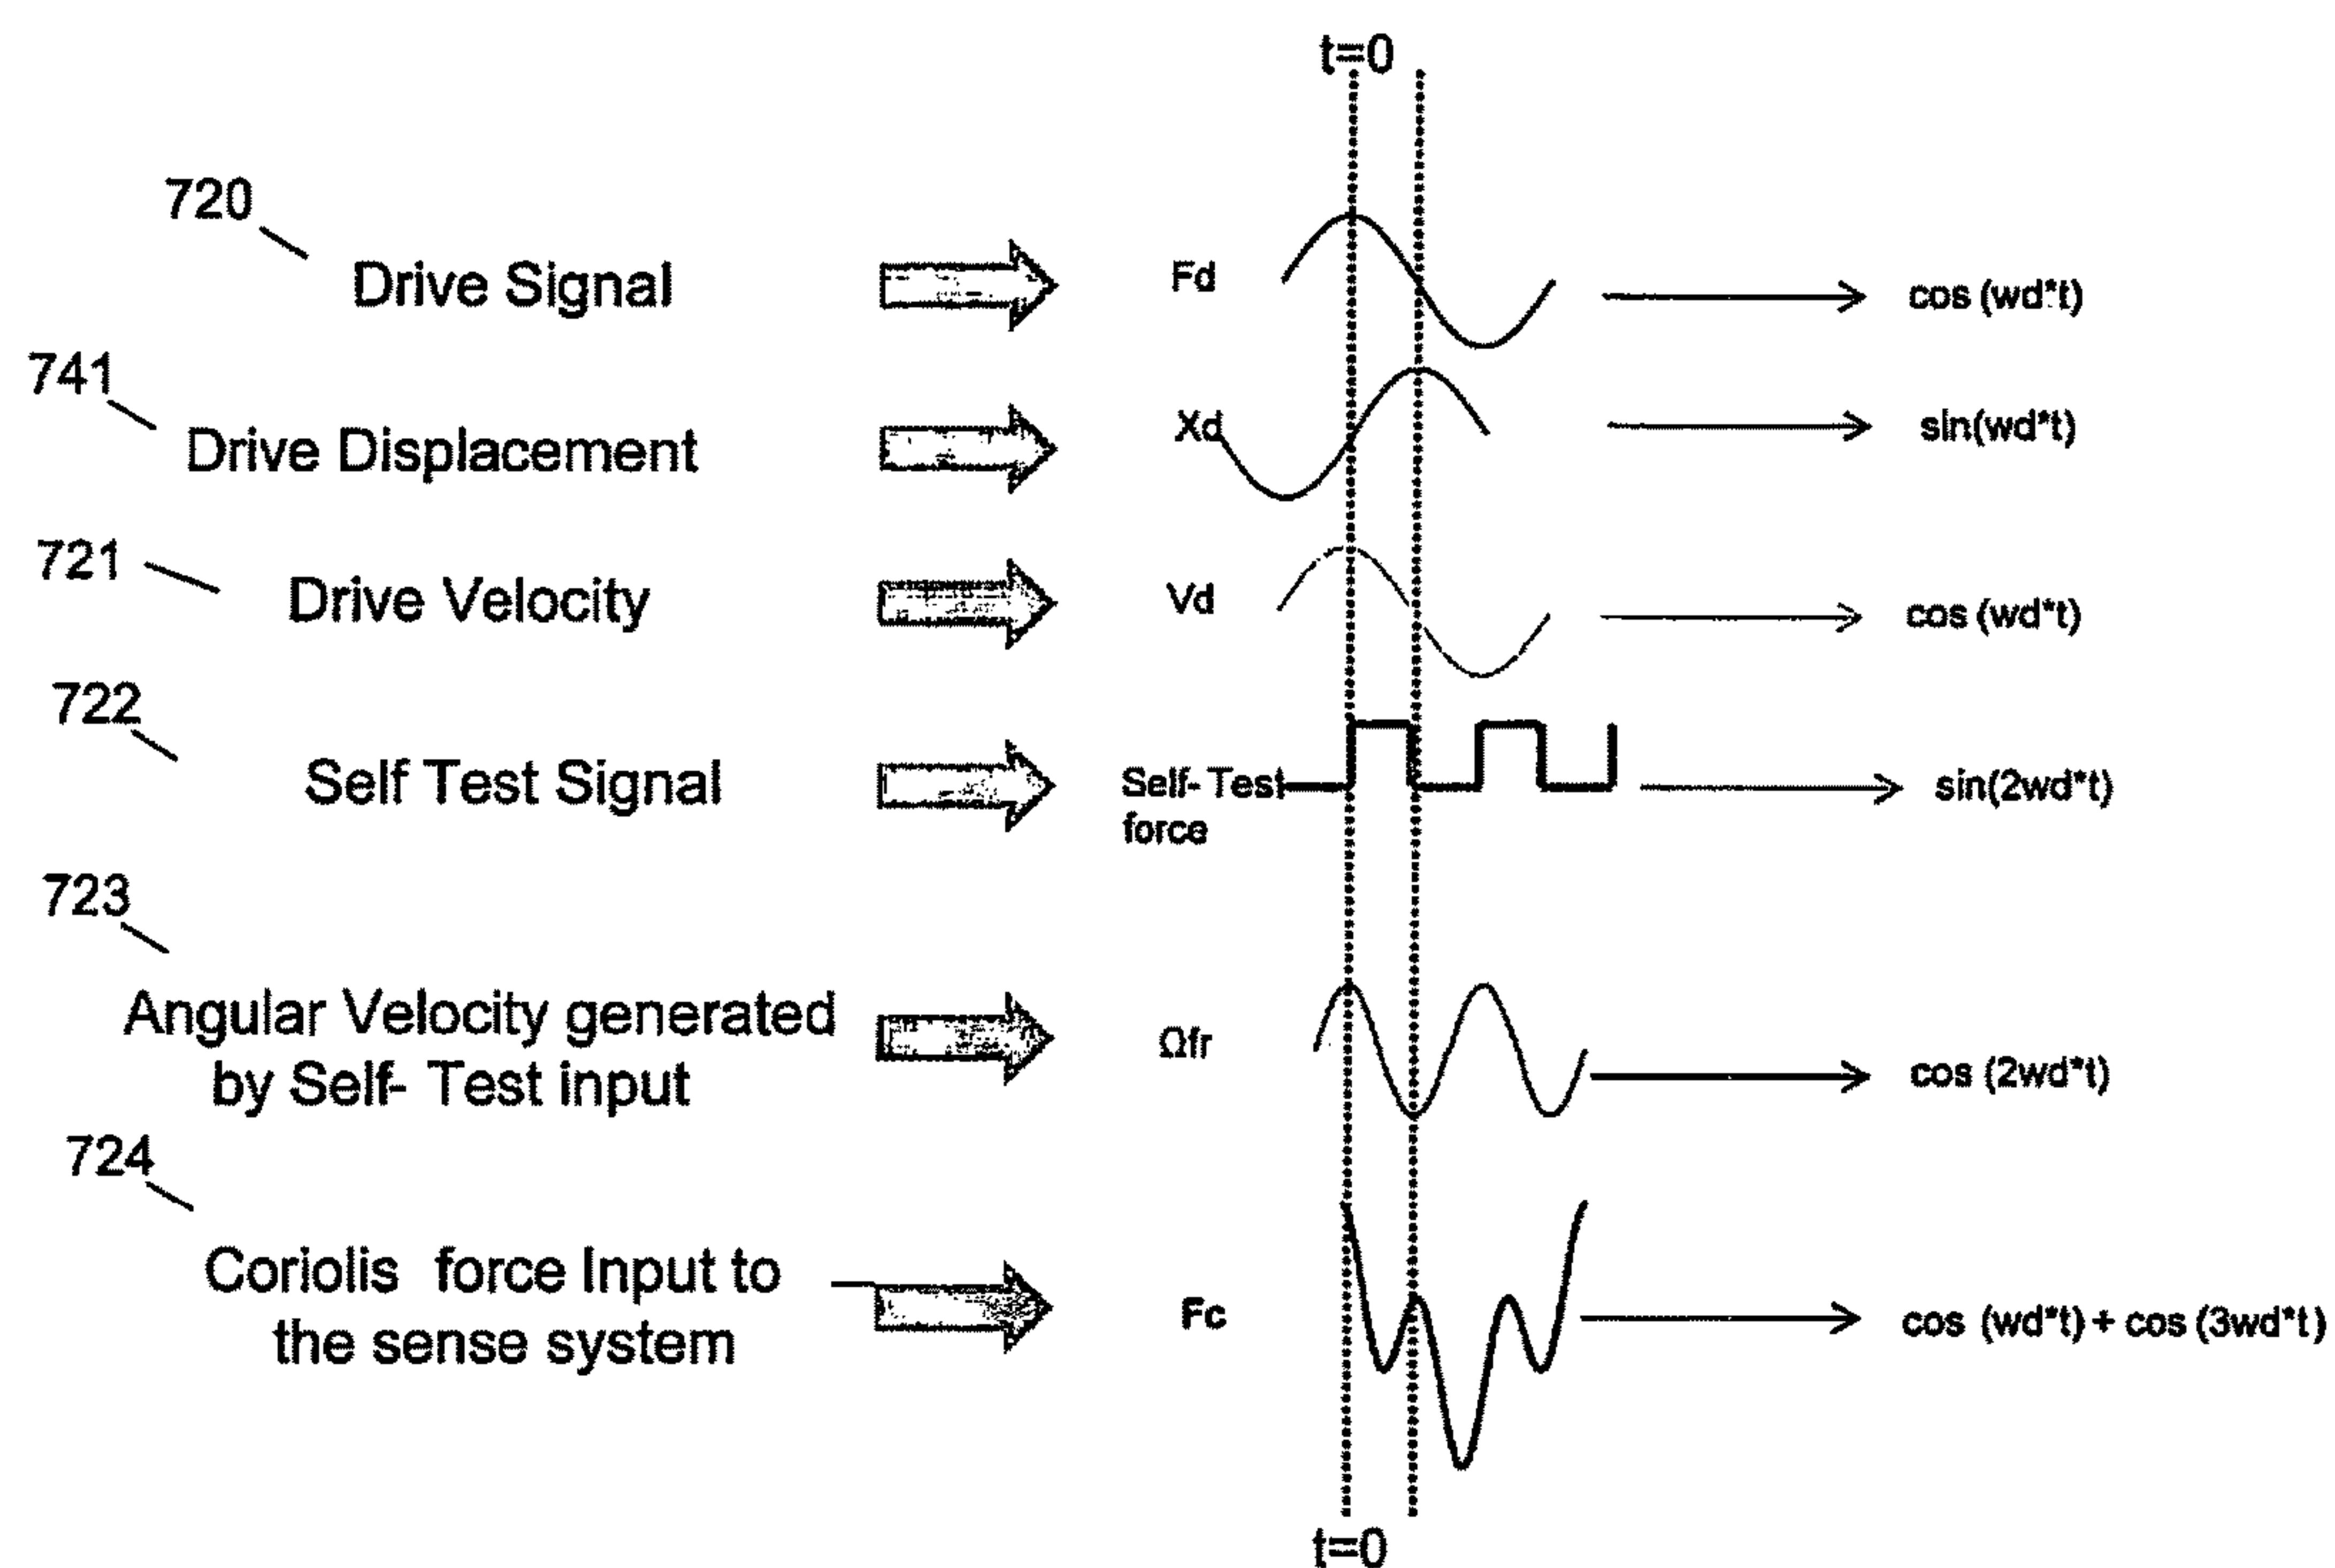 t=0
720
Drive Signal
Fd
cos (wd*t)
741
Drive Displacement
Xd
sin(wd*t)
721
Drive Velocity
Vd
cos (wd*t)
722
Self Test Signal
Self- Test
force
sin(2wd*t)
723
Angular Velocity generated
by Self- Test input
Ωfr
cos (2wd*t)
724
Coriolis force Input to
the sense system
Fc
cos (wd*t) + cos (3wd*t)
t=0